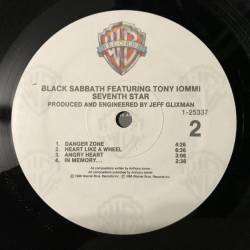 WB
RECORDS
BLACK SABBATH FEATURING TONY IOMMI
SEVENTH STAR
PRODUCED AND ENGINEERED BY JEFF GLIXMAN
1-25337
2
1. DANGER ZONE 4:26
2. HEART LIKE A WHEEL 6:36
3. ANGRY HEART 3:06
4. IN MEMORY... 2:36